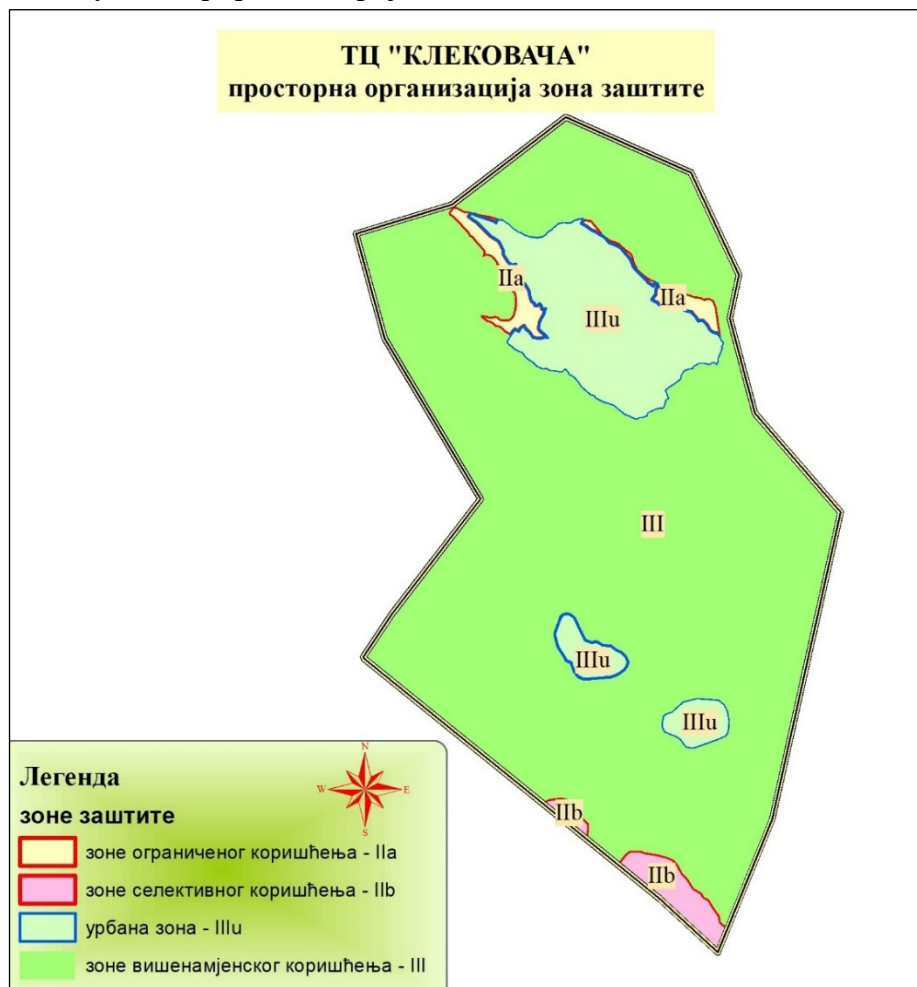 ТЦ "КЛЕКОВАЧА"
просторна организација зона заштите
IIa
IIa
IIIu
III
IIIu
IIIu
IIb
IIb
Легенда
N
W E
S
зоне заштите
зоне ограниченог коришћења - IIa
зоне селективног коришћења - IIb
урбана зона - IIIu
зоне вишенамјенског коришћења - III